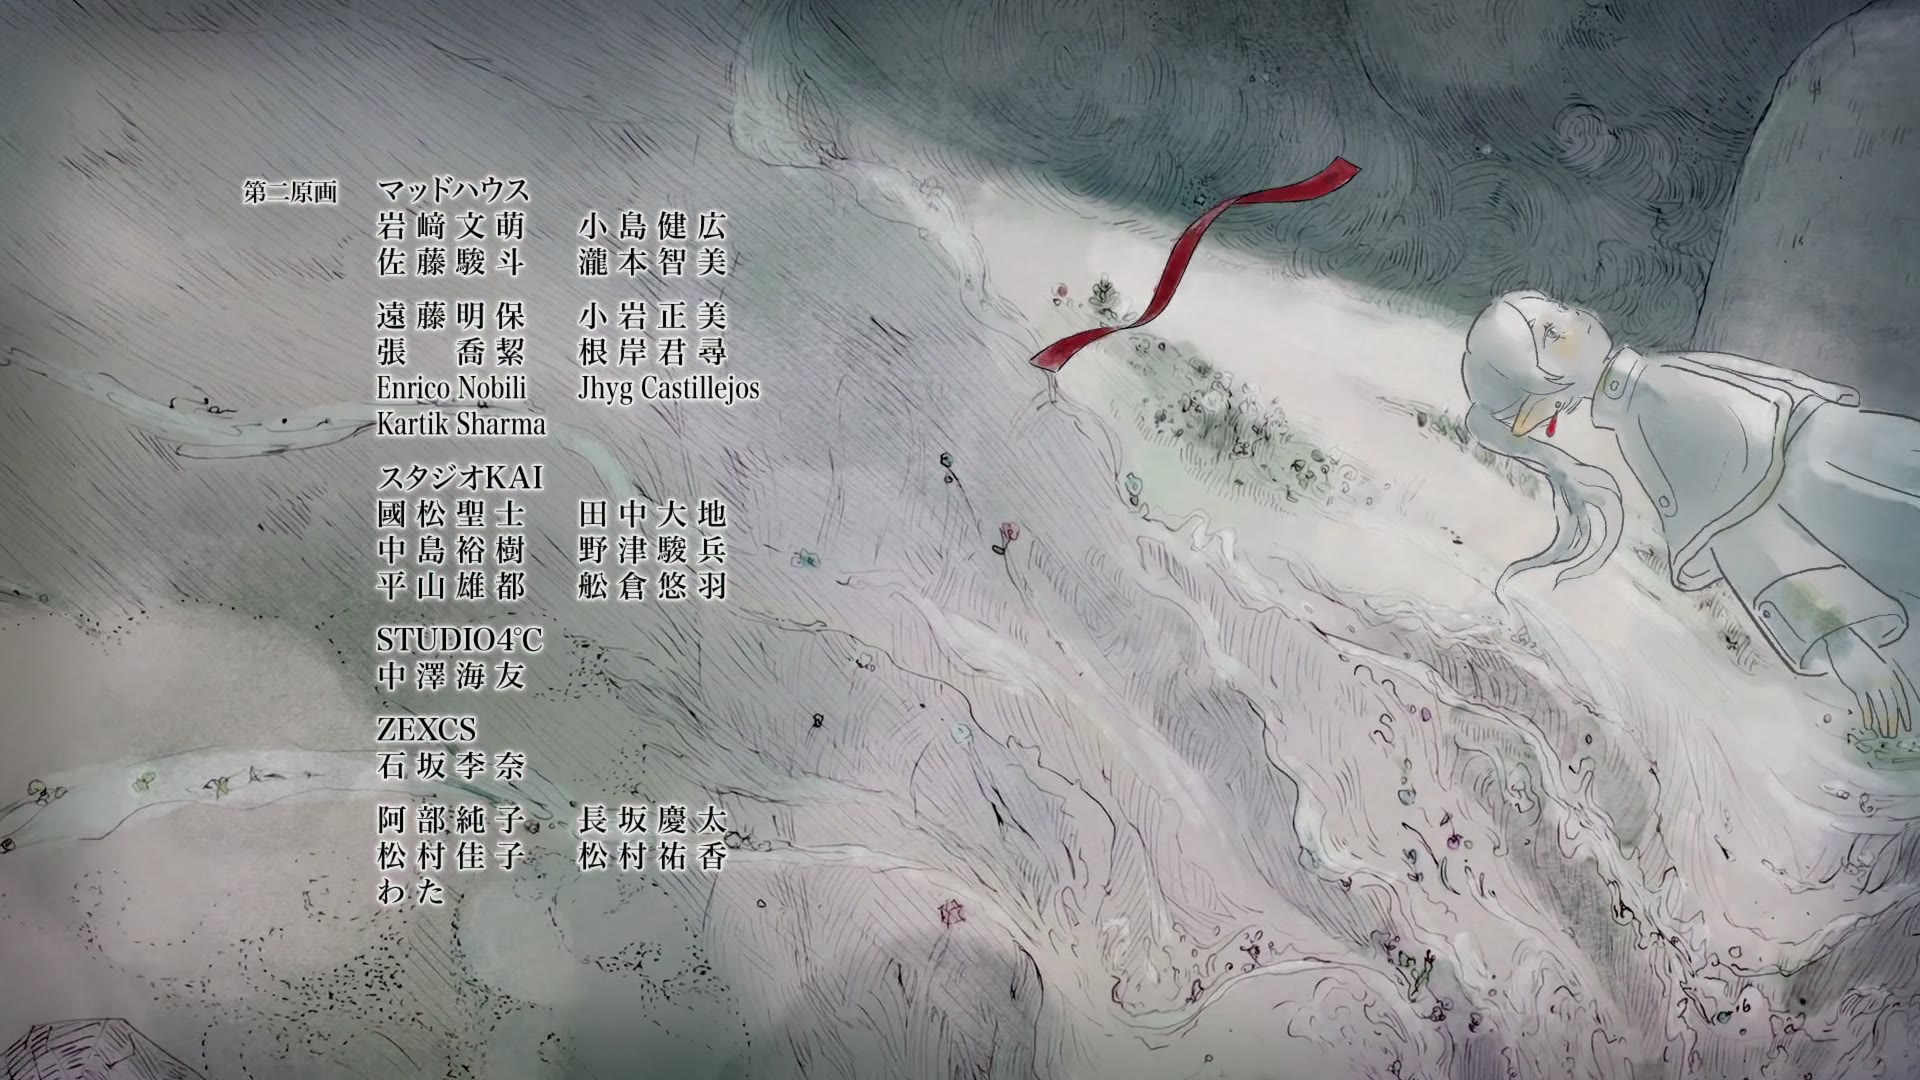 第二原画 マッドハウス
岩﨑文萌 小島健広
佐藤駿斗 瀧本智美
遠藤明保 小岩正美
張 喬絜 根岸君尋
Enrico Nobili Jhyg Castillejos
Kartik Sharma
スタジオKAI
國松聖士 田中大地
中島裕樹 野津駿兵
平山雄都 舩倉悠羽
STUDIO4℃
中澤海友
ZEXCS
石坂李奈
阿部純子 長坂慶太
松村佳子 松村祐香
わた